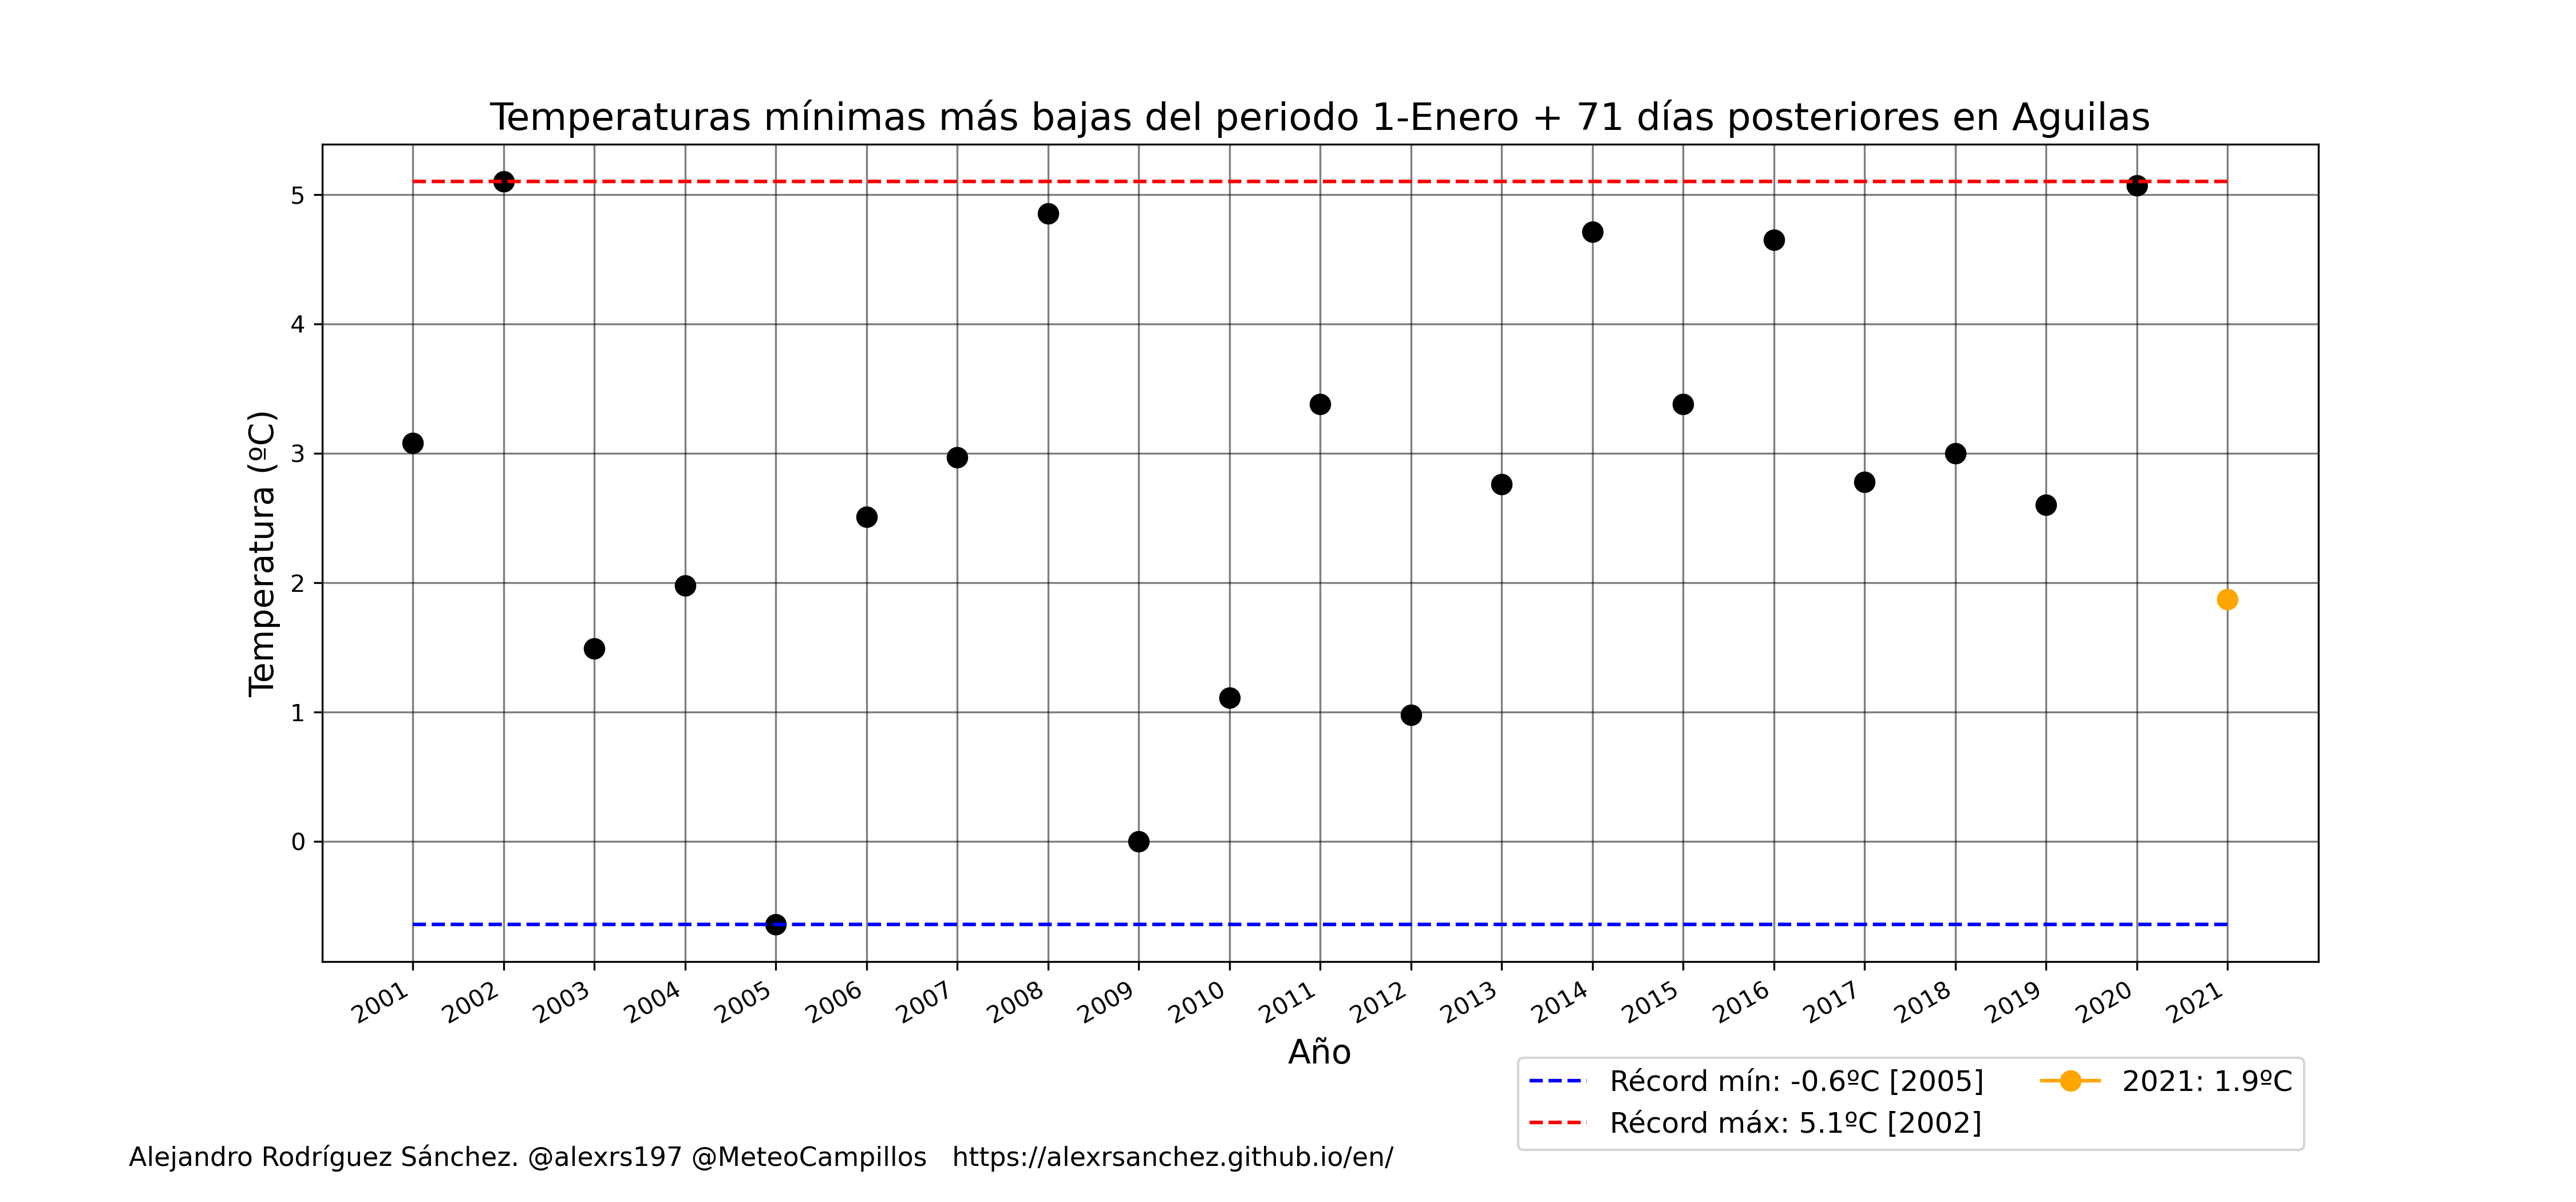 Temperaturas mínimas más bajas del periodo 1-Enero + 71 días posteriores en Aguilas
Temperatura (ºC)
5
4
3
2
1
0
2001 2002 2003 2004 2005 2006 2007 2008 2009 2010 2011 2012 2013 2014 2015 2016 2017 2018 2019 2020 2021
Año
Récord mín: -0.6ºC [2005]
Récord máx: 5.1ºC [2002]
2021: 1.9ºC
Alejandro Rodríguez Sánchez. @alexrs197 @MeteoCampillos https://alexrsanchez.github.io/en/